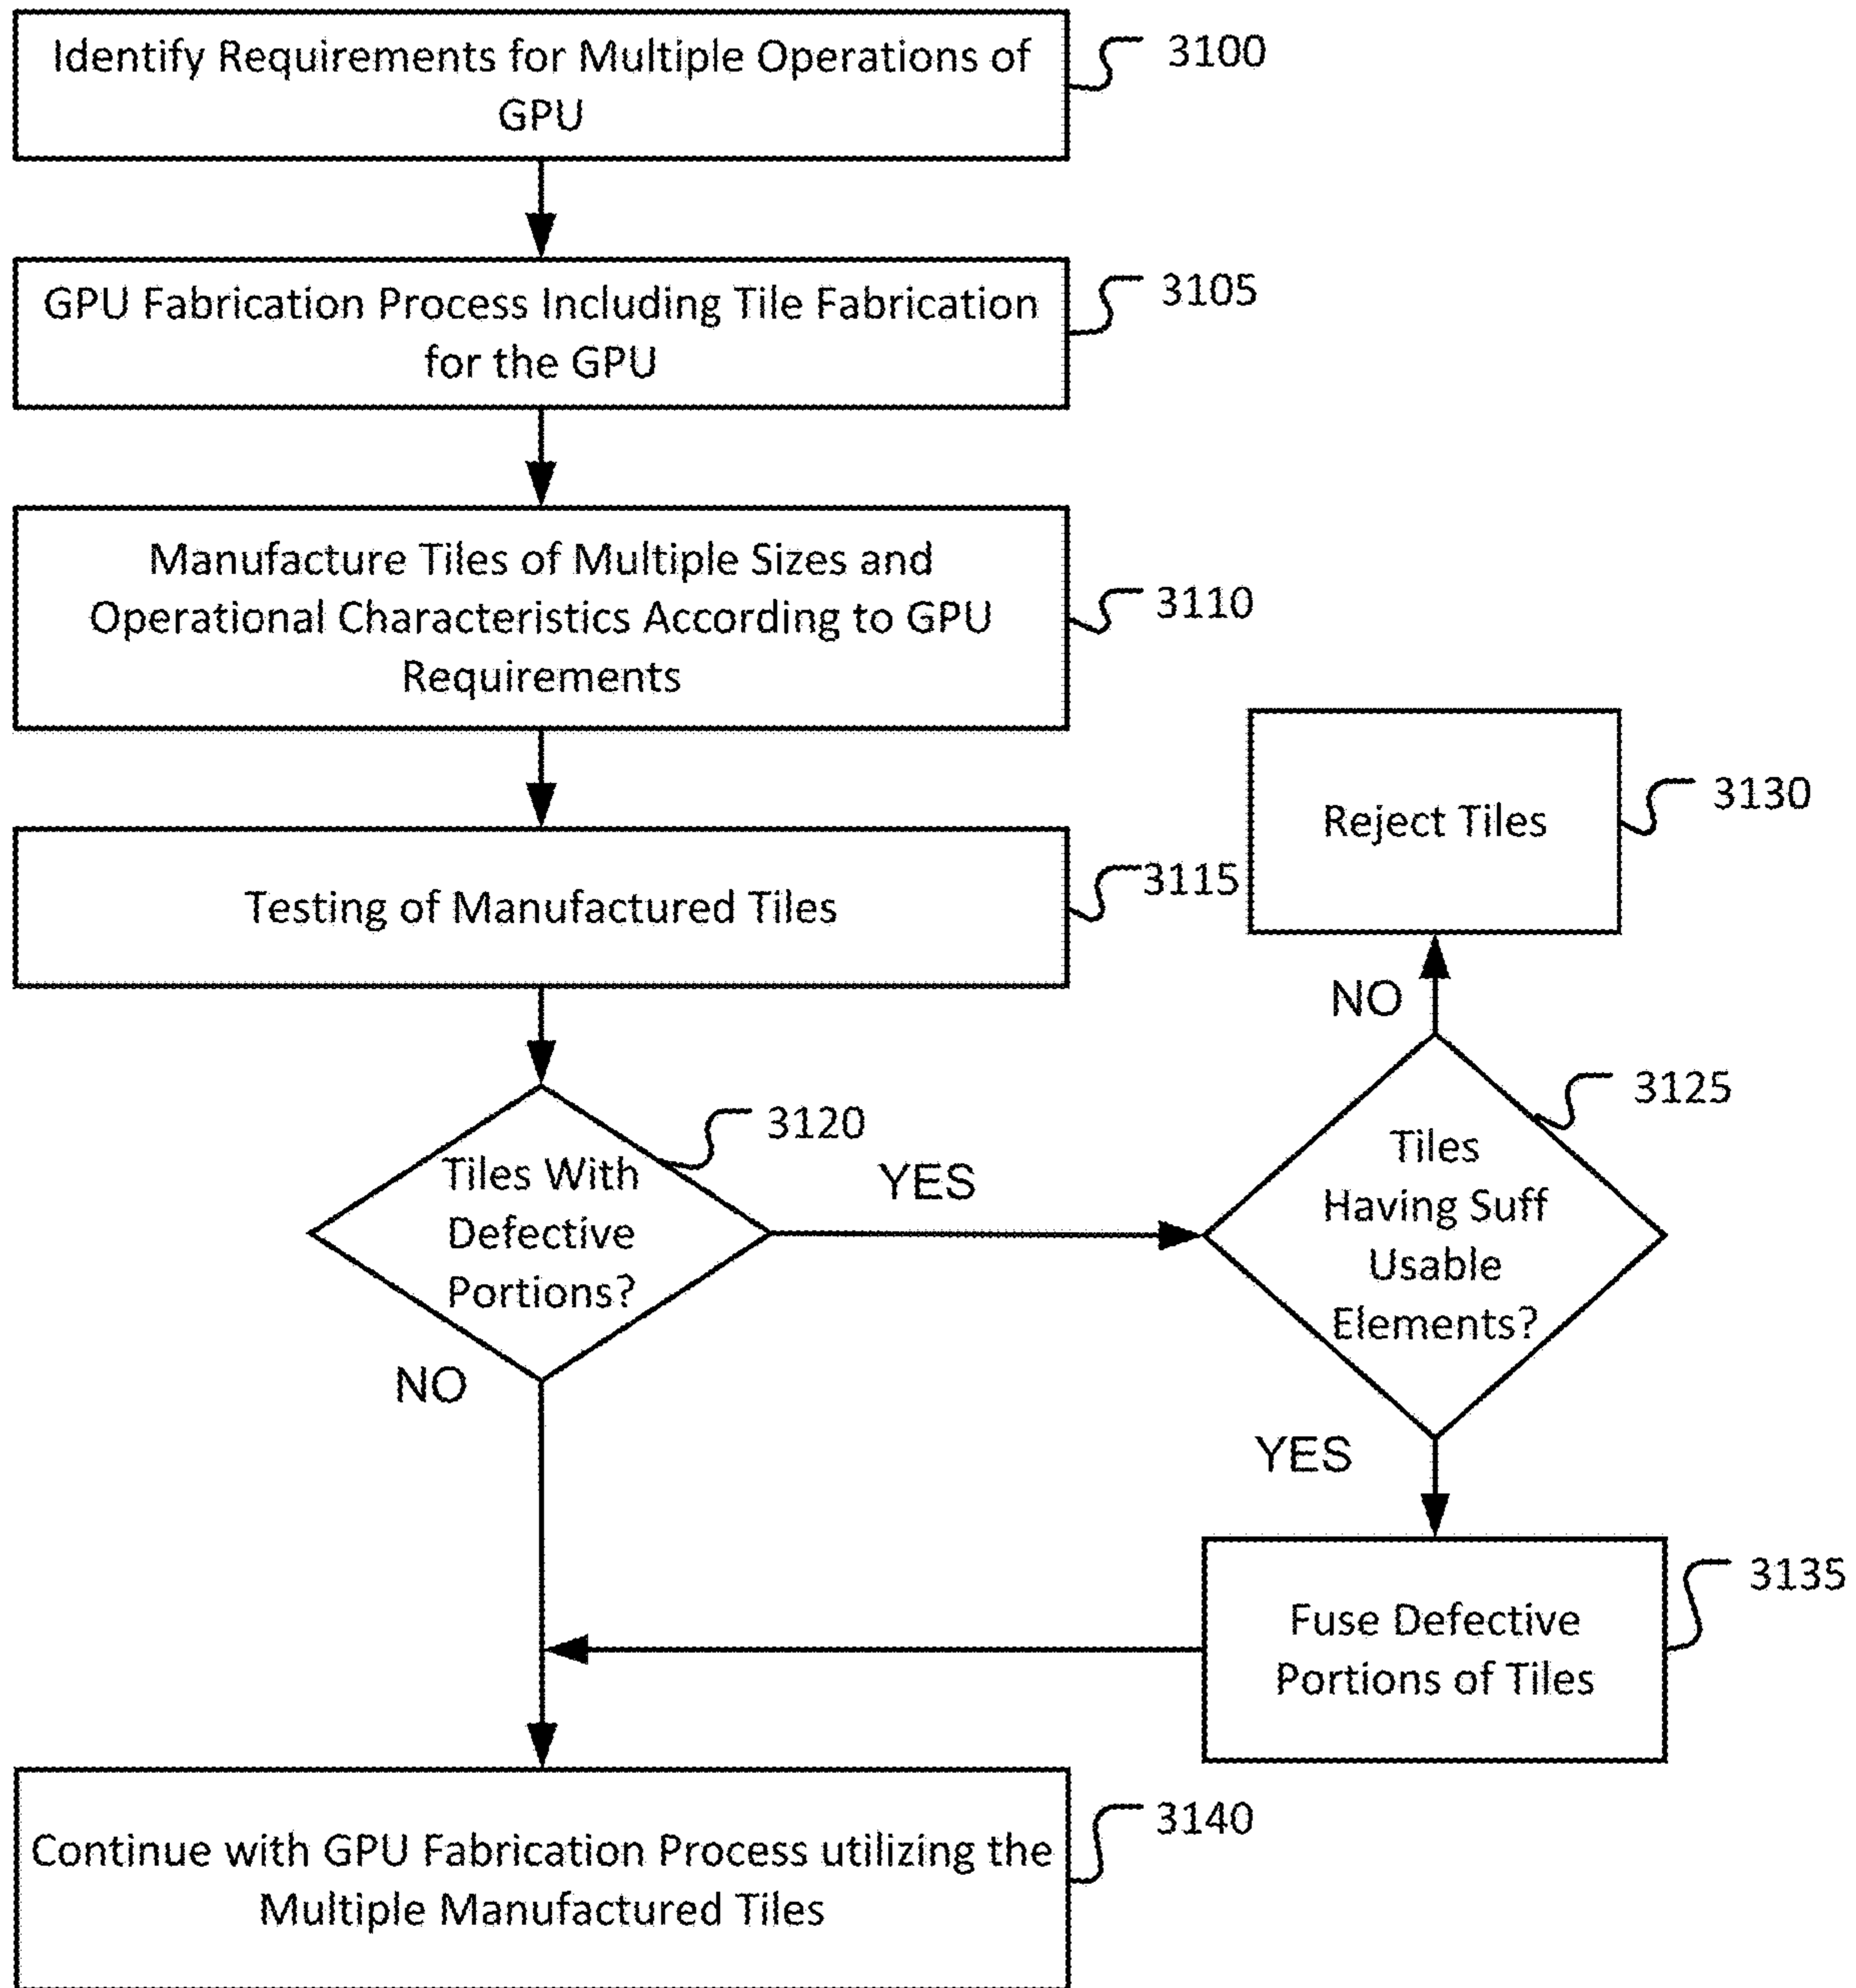 Identify Requirements for Multiple Operations of
GPU
3100
GPU Fabrication Process Including Tile Fabrication
for the GPU
3105
Manufacture Tiles of Multiple Sizes and
Operational Characteristics According to GPU
Requirements
3110
Reject Tiles
3130
Testing of Manufactured Tiles
3115
NO
Tiles With
Defective
Portions?
3120
YES
Tiles
Having Suff
Usable
Elements?
3125
NO
YES
Fuse Defective
Portions of Tiles
3135
Continue with GPU Fabrication Process utilizing the
Multiple Manufactured Tiles
3140